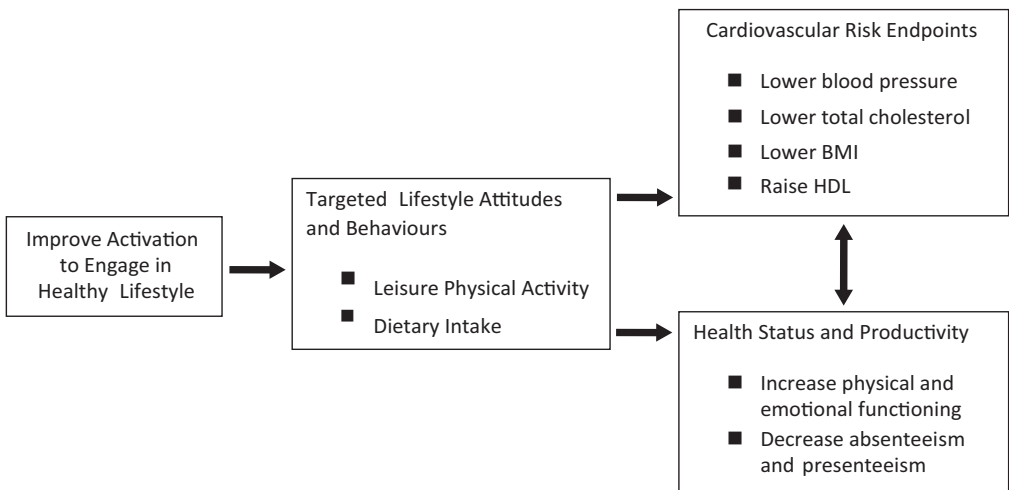 Improve Activation
to Engage in
Healthy Lifestyle
Targeted Lifestyle Attitudes
and Behaviours
■ Leisure Physical Activity
■ Dietary Intake
Cardiovascular Risk Endpoints
■ Lower blood pressure
■ Lower total cholesterol
■ Lower BMI
■ Raise HDL
Health Status and Productivity
■ Increase physical and
emotional functioning
■ Decrease absenteeism
and presenteeism